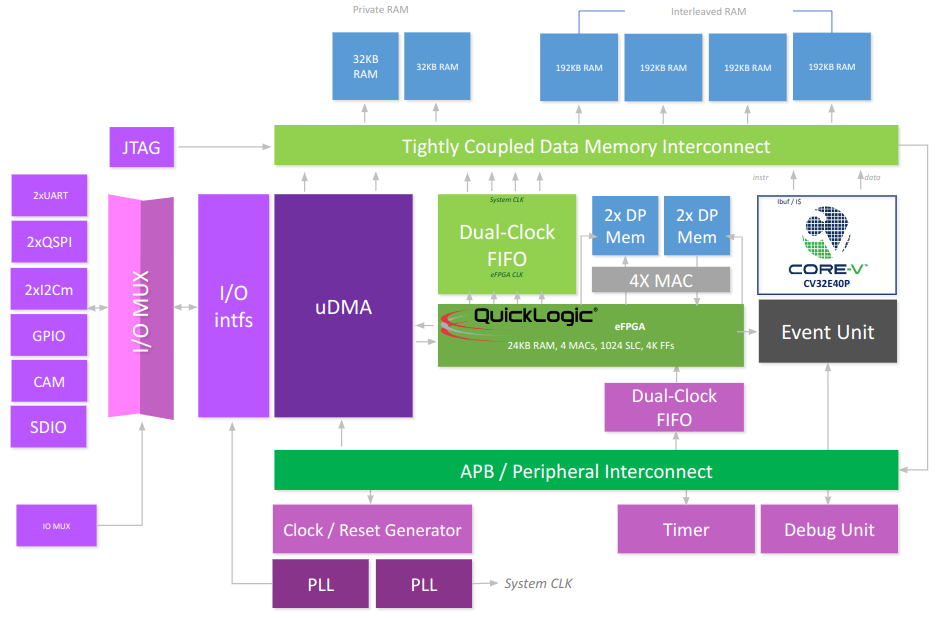 Private RAM
Interleaved RAM
32KB
RAM
32KB RAM
192KB RAM
192KB RAM
192KB RAM
192KB RAM
JTAG
Tightly Coupled Data Memory Interconnect
instr
data
2xUART
2xQSPI
2xI2Cm
GPIO
CAM
SDIO
I/O MUX
I/O
intfs
uDMA
System CLK
Dual-Clock
FIFO
eFPGA CLK
2x DP
Mem
2x DP
Mem
4X MAC
Ibuf / I$
CORE-V™
CV32E40P
QuickLogic®
eFPGA
24KB RAM, 4 MACs, 1024 SLC, 4K FFs
Event Unit
Dual-Clock
FIFO
APB / Peripheral Interconnect
IO MUX
Clock / Reset Generator
Timer
Debug Unit
PLL
PLL
System CLK